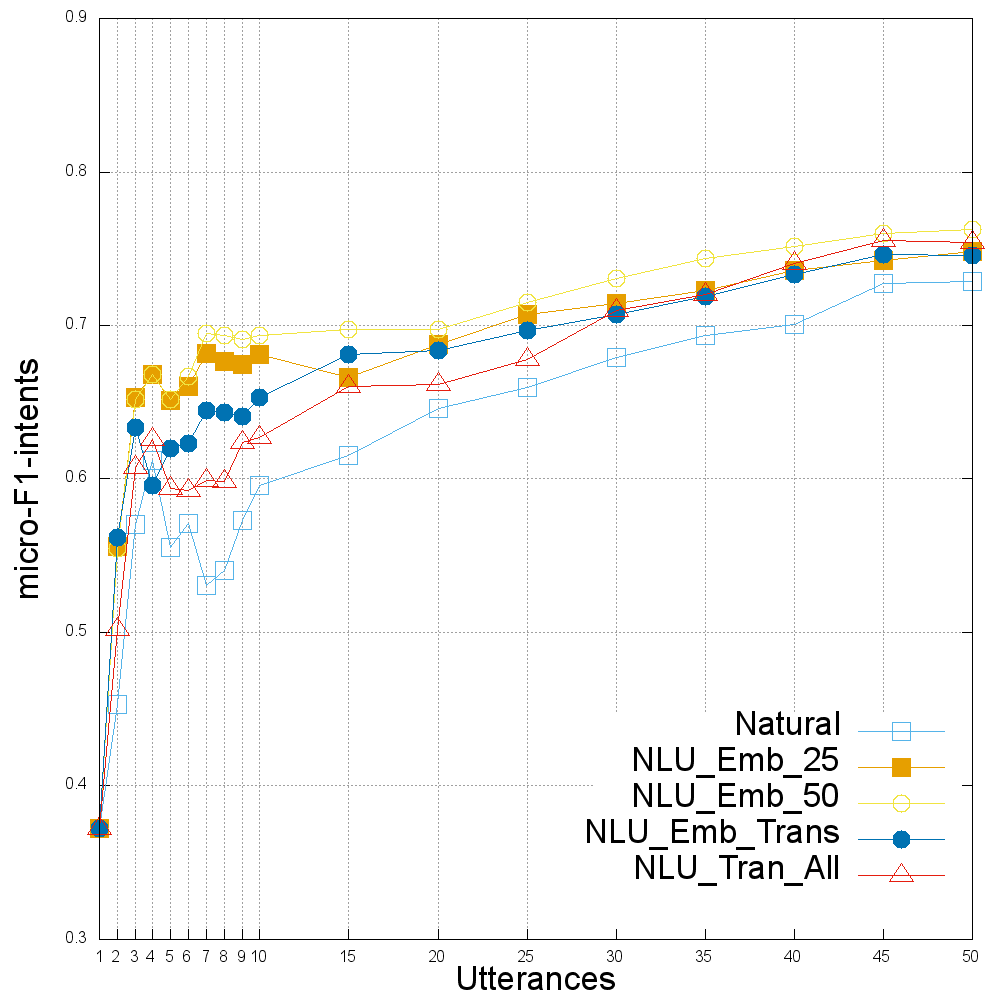 0.9
0.8
0.7
0.6
0.5
0.4
0.3
micro-F1-intents
Natural
NLU_Emb_25
NLU_Emb_50
NLU_Emb_Trans
NLU_Tran_All
1 2 3 4 5 6 7 8 9 10 15 20 25 30 35 40 45 50
Utterances